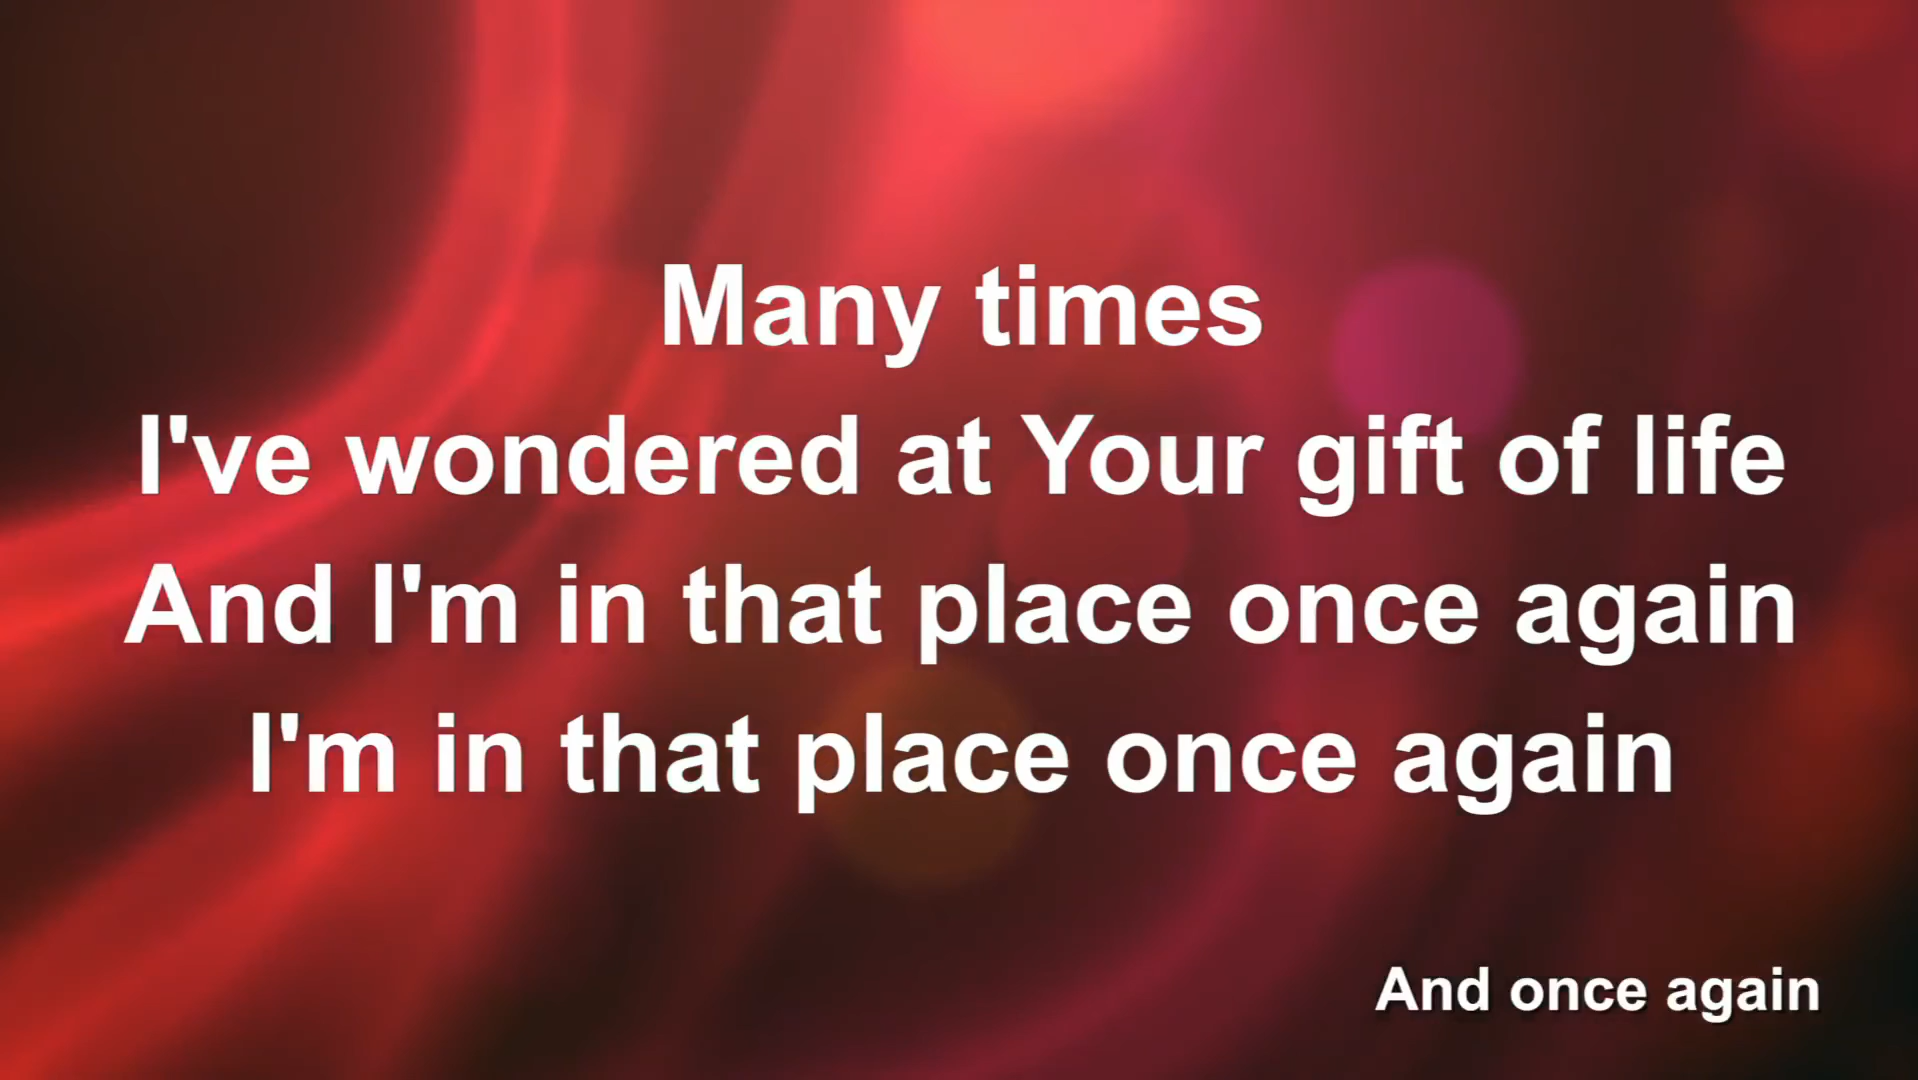 Many times
I've wondered at Your gift of life
And I'm in that place once again
I'm in that place once again
And once again